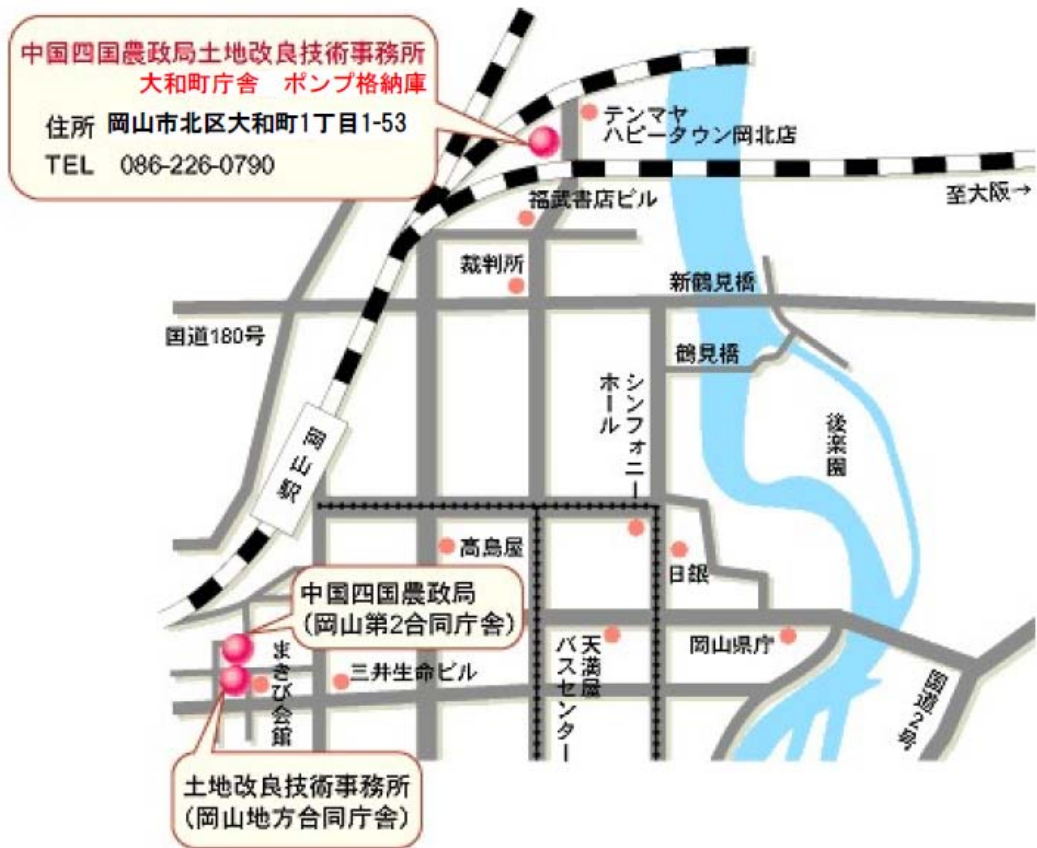 中国四国農政局土地改良技術事務所
大和町庁舎　ポンプ格納庫
住所 岡山市北区大和町1丁目1-53
TEL 086-226-0790
テンマヤ
ハピータウン岡北店
至大阪→
福武書店ビル
裁判所
新鶴見橋
国道180号
鶴見橋
シンフォニー
ホール
後楽園
岡山駅
高島屋
日銀
中国四国農政局
(岡山第2合同庁舎)
まきび会館
三井生命ビル
天満屋
バスセンター
岡山県庁
国道2号
土地改良技術事務所
(岡山地方合同庁舎)